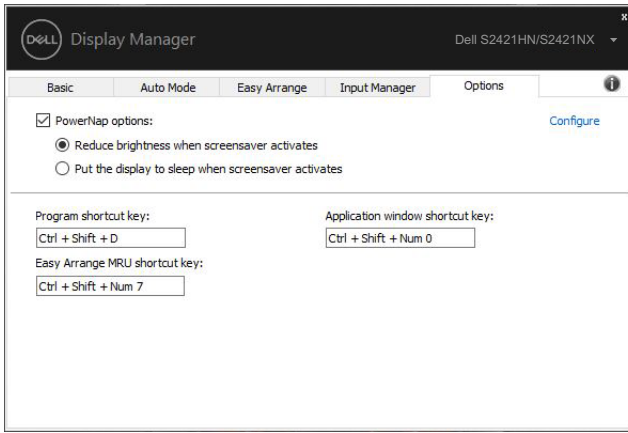 x
DELL Display Manager
Dell S2421HN/S2421NX
Basic Auto Mode Easy Arrange Input Manager Options
PowerNap options:
Configure
Reduce brightness when screensaver activates
Put the display to sleep when screensaver activates
Program shortcut key:
Application window shortcut key:
Ctrl + Shift + D
Ctrl + Shift + Num 0
Easy Arrange MRU shortcut key:
Ctrl + Shift + Num 7